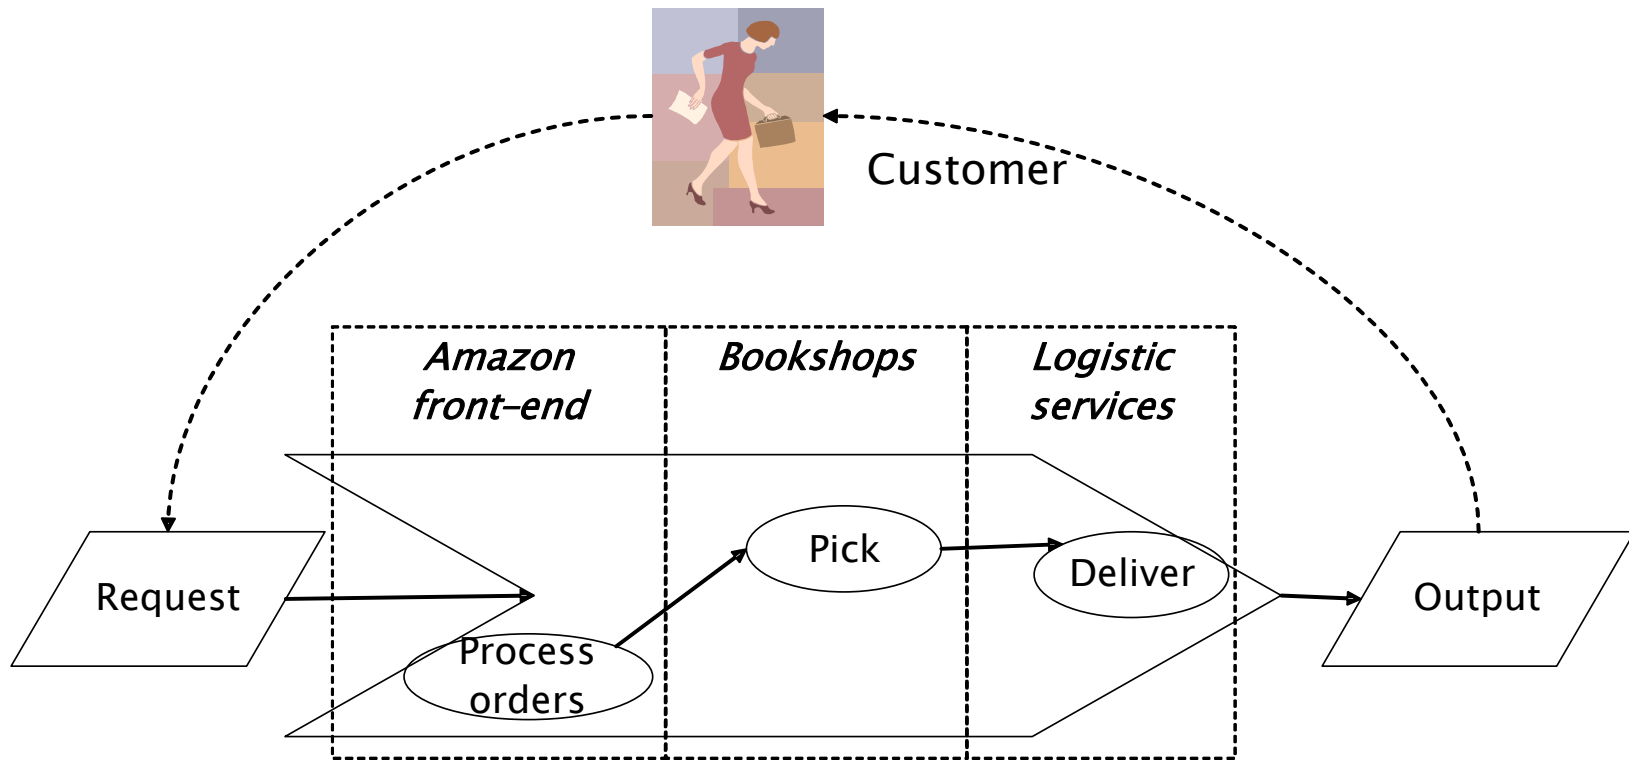 Customer
Amazon
front–end
Bookshops
Logistic
services
Request
Process
orders
Pick
Deliver
Output